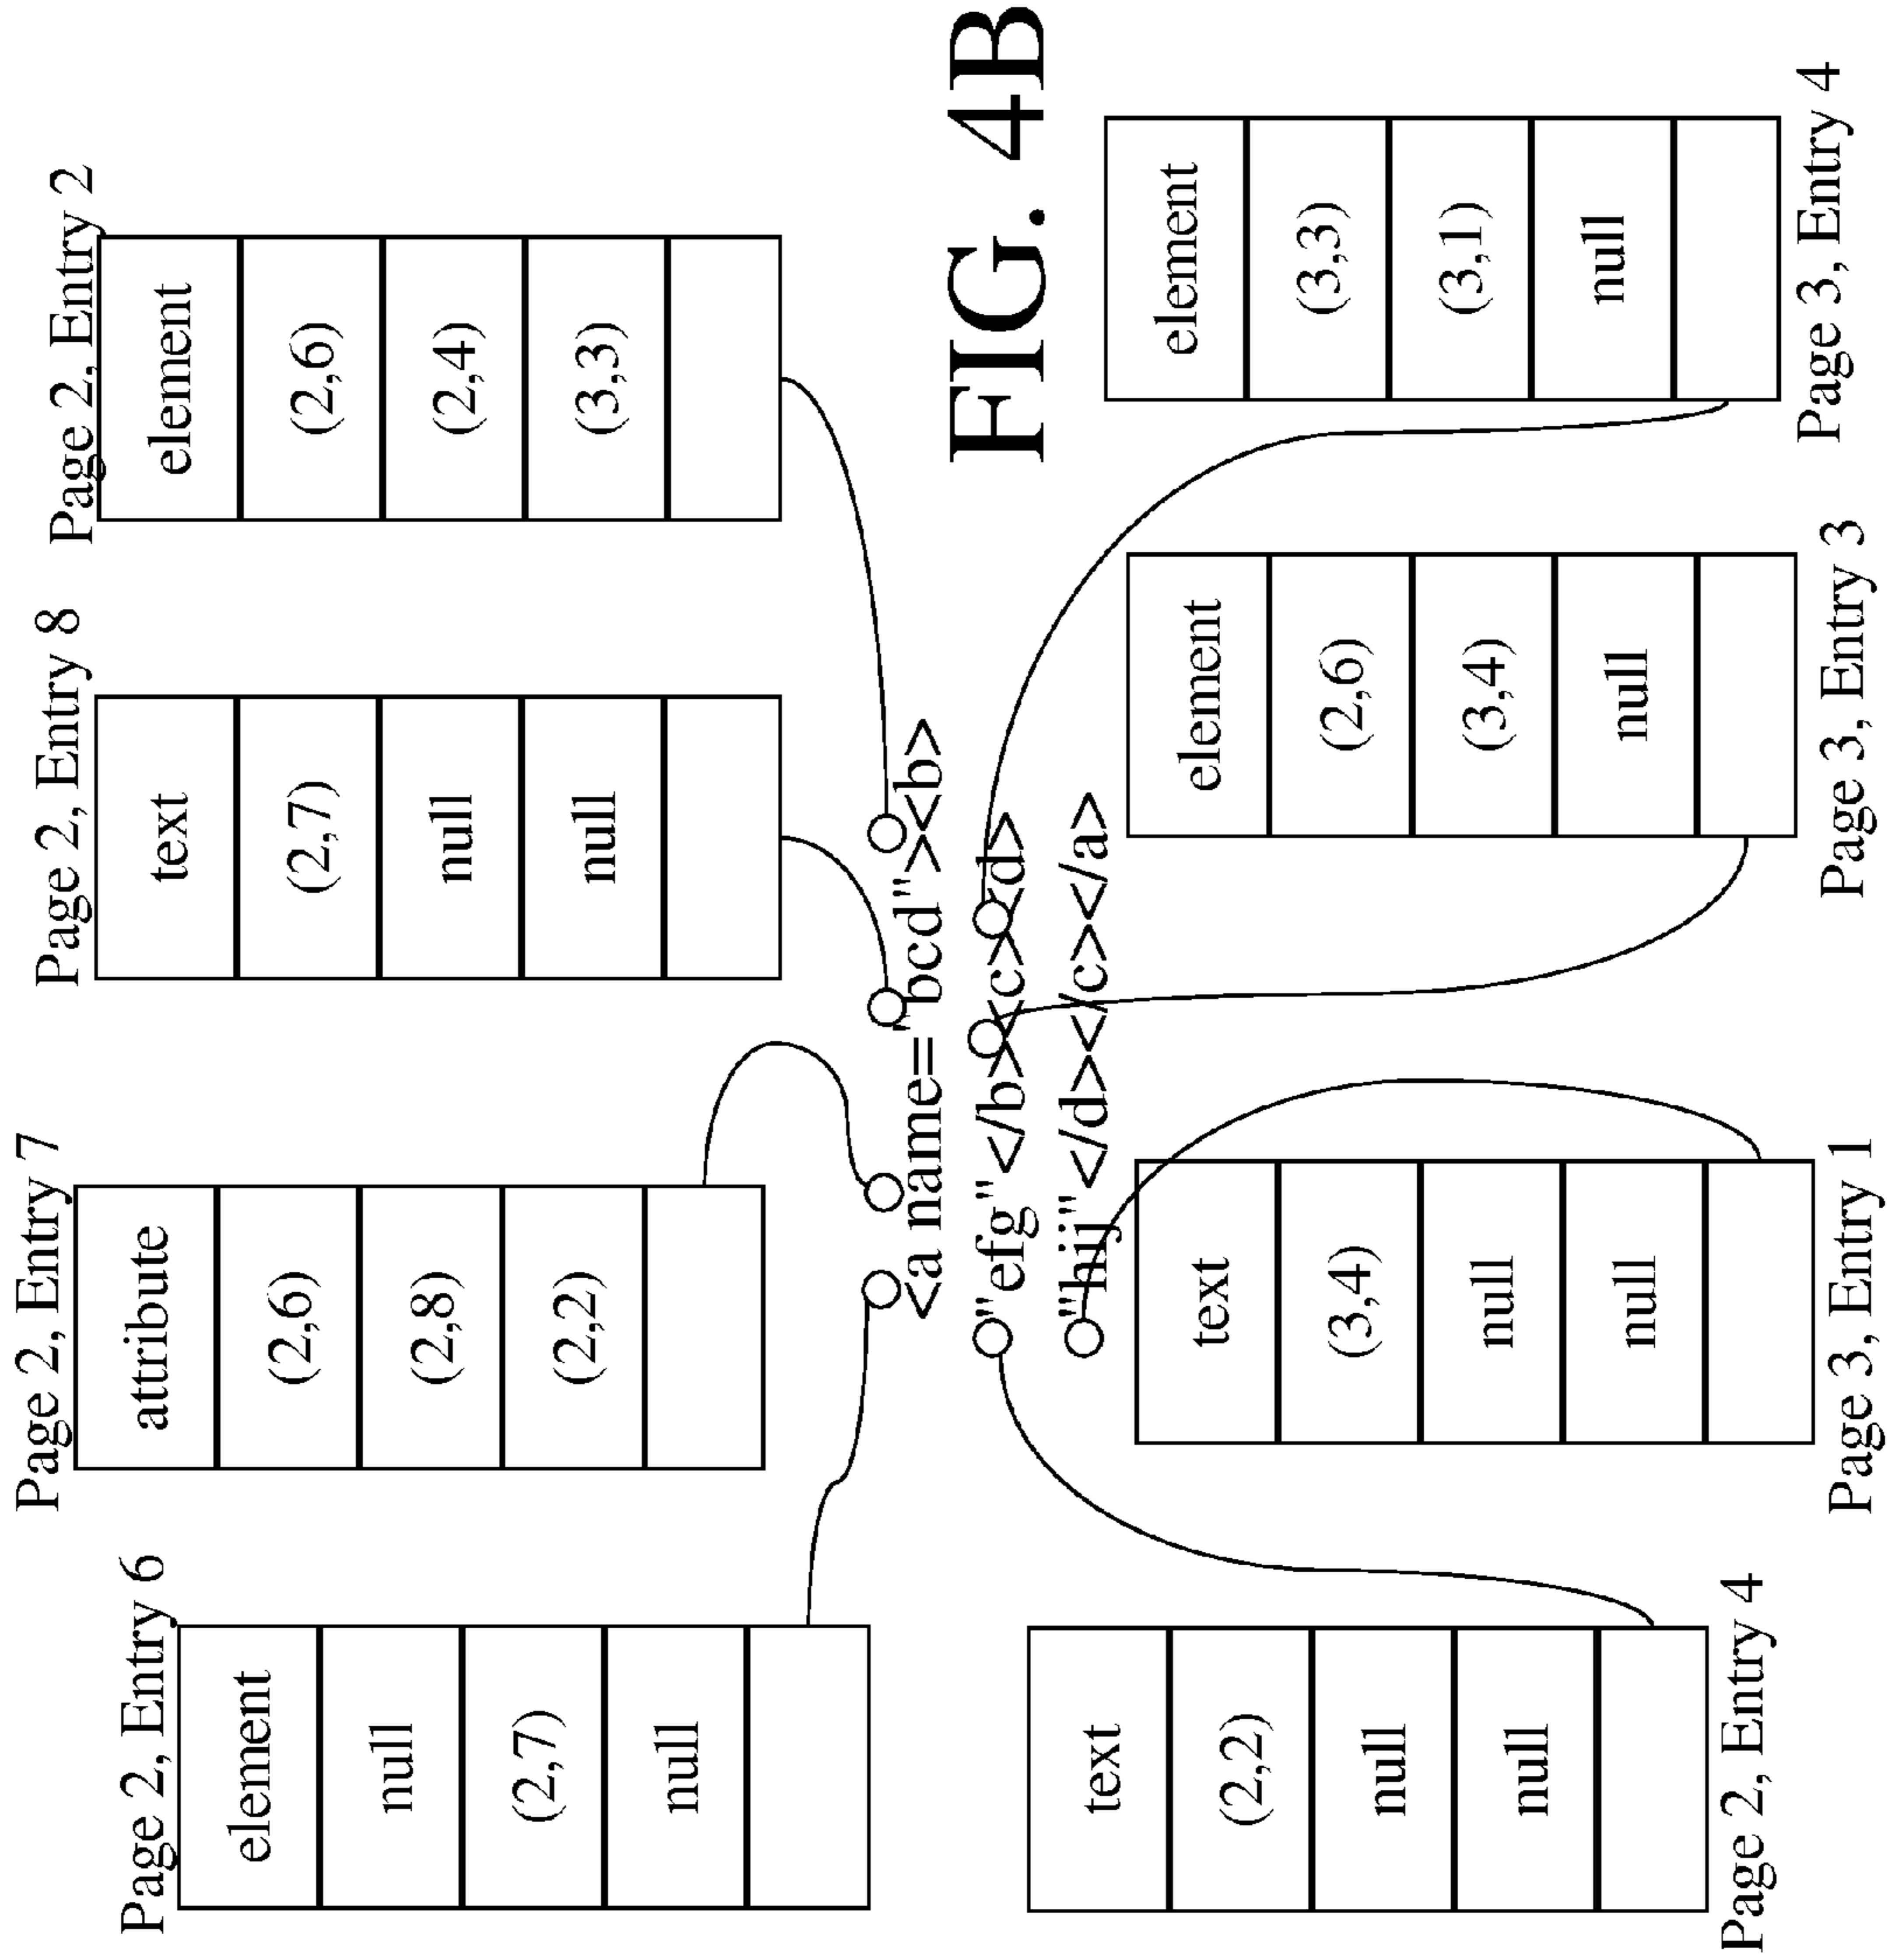 Page 2, Entry 6
element
null
(2,7)
null
Page 2, Entry 7
attribute
(2,6)
(2,8)
(2,2)
Page 2, Entry 8
text
(2,7)
null
null
Page 2, Entry 2
element
(2,6)
(2,4)
(3,3)
<a name="bcd"><b>
"efg"</b><c><d>
"hij"</d></c></a>
FIG. 4B
text
(2,2)
null
null
Page 2, Entry 4
text
(3,4)
null
null
Page 3, Entry 1
element
(2,6)
(3,4)
null
Page 3, Entry 3
element
(3,3)
(3,1)
null
Page 3, Entry 4